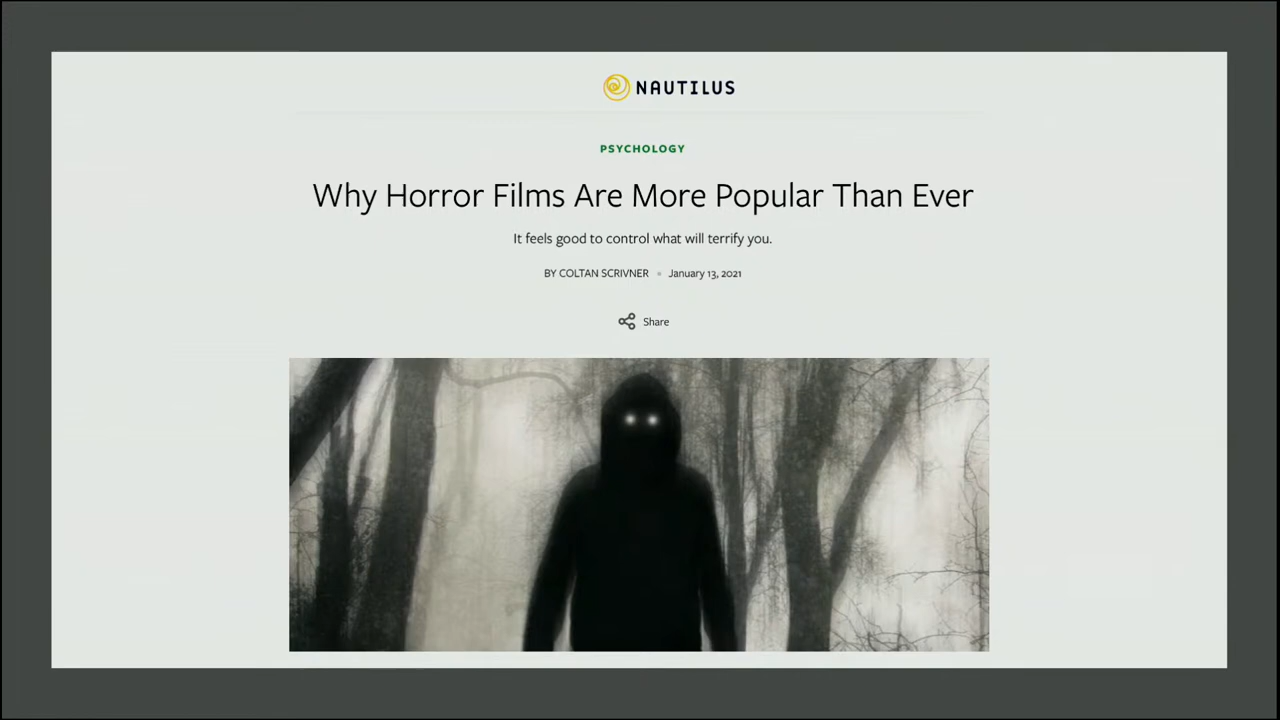 NAUTILUS
PSYCHOLOGY
Why Horror Films Are More Popular Than Ever
It feels good to control what will terrify you.
BY COLTAN SCRIVNER • January 13, 2021
Share